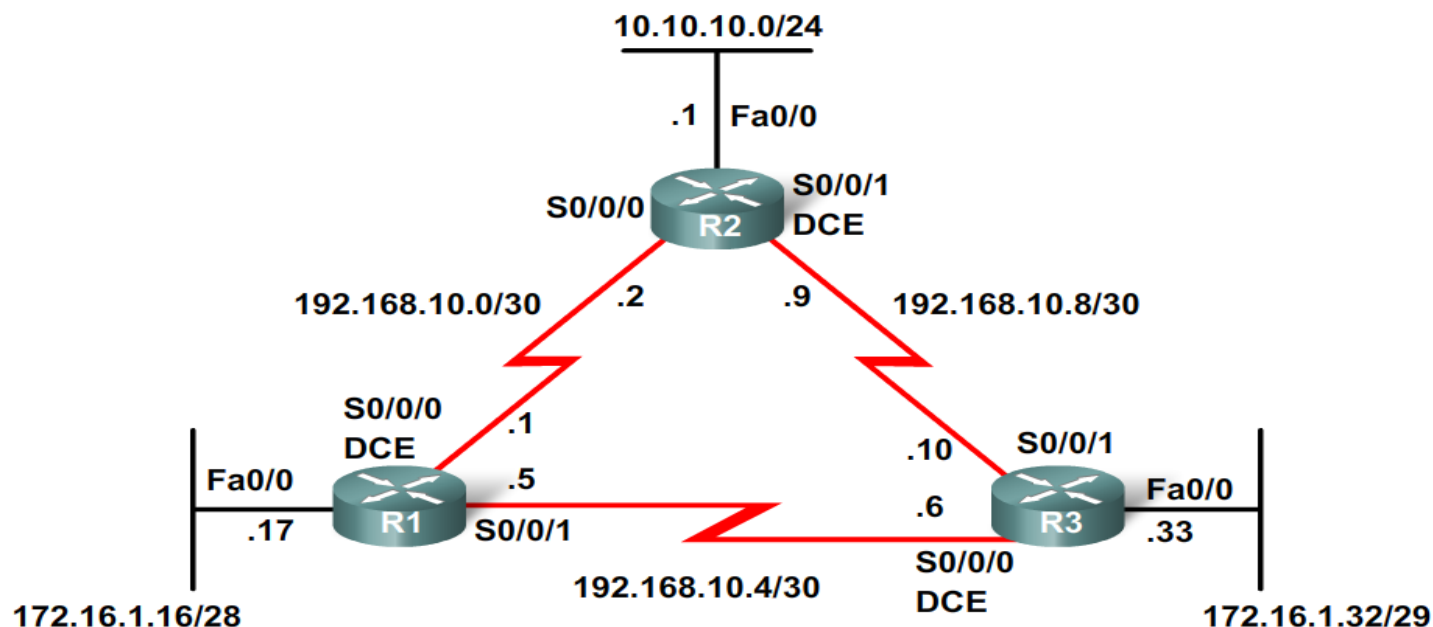 10.10.10.0/24
.1
Fa0/0
S0/0/0
R2
S0/0/1
DCE
192.168.10.0/30
.2
.9
192.168.10.8/30
S0/0/0
DCE
.1
.10
S0/0/1
Fa0/0
.17
R1
.5
S0/0/1
.6
R3
Fa0/0
.33
S0/0/0
DCE
192.168.10.4/30
172.16.1.16/28
172.16.1.32/29